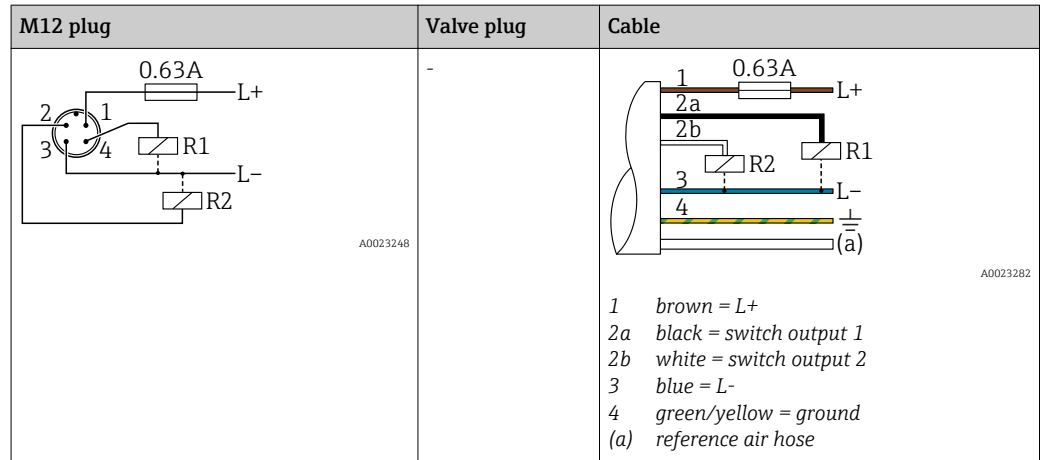 M12 plug
Valve plug
Cable
0.63A
L+
2 1
3 4
R1
L–
R2
A0023248
-
1 0.63A L+
2a
2b
R1
R2
3
L–
4
(a)
A0023282
1 brown = L+
2a black = switch output 1
2b white = switch output 2
3 blue = L-
4 green/yellow = ground
(a) reference air hose